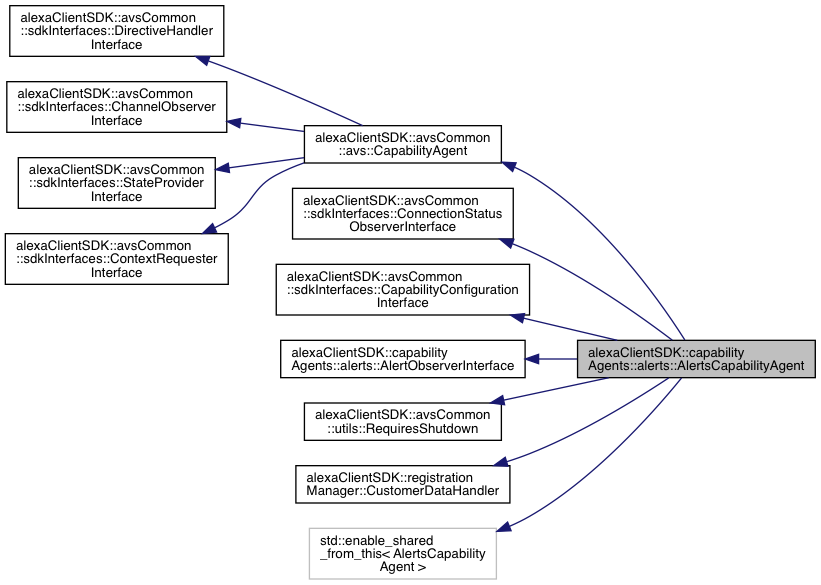 alexaClientSDK::avsCommon
::sdkInterfaces::DirectiveHandler
Interface
alexaClientSDK::avsCommon
::sdkInterfaces::ChannelObserver
Interface
alexaClientSDK::avsCommon
::sdkInterfaces::StateProvider
Interface
alexaClientSDK::avsCommon
::sdkInterfaces::ContextRequester
Interface
alexaClientSDK::avsCommon
::avs::CapabilityAgent
alexaClientSDK::avsCommon
::sdkInterfaces::ConnectionStatus
ObserverInterface
alexaClientSDK::avsCommon
::sdkInterfaces::CapabilityConfiguration
Interface
alexaClientSDK::capability
Agents::alerts::AlertObserverInterface
alexaClientSDK::avsCommon
::utils::RequiresShutdown
alexaClientSDK::registration
Manager::CustomerDataHandler
std::enable_shared
_from_this< AlertsCapability
Agent >
alexaClientSDK::capability
Agents::alerts::AlertsCapabilityAgent